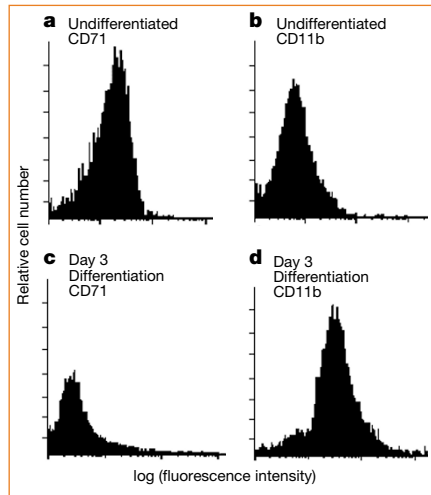 a Undifferentiated
CD71
b Undifferentiated
CD11b
Relative cell number
c Day 3
Differentiation
CD71
d Day 3
Differentiation
CD11b
log (fluorescence intensity)